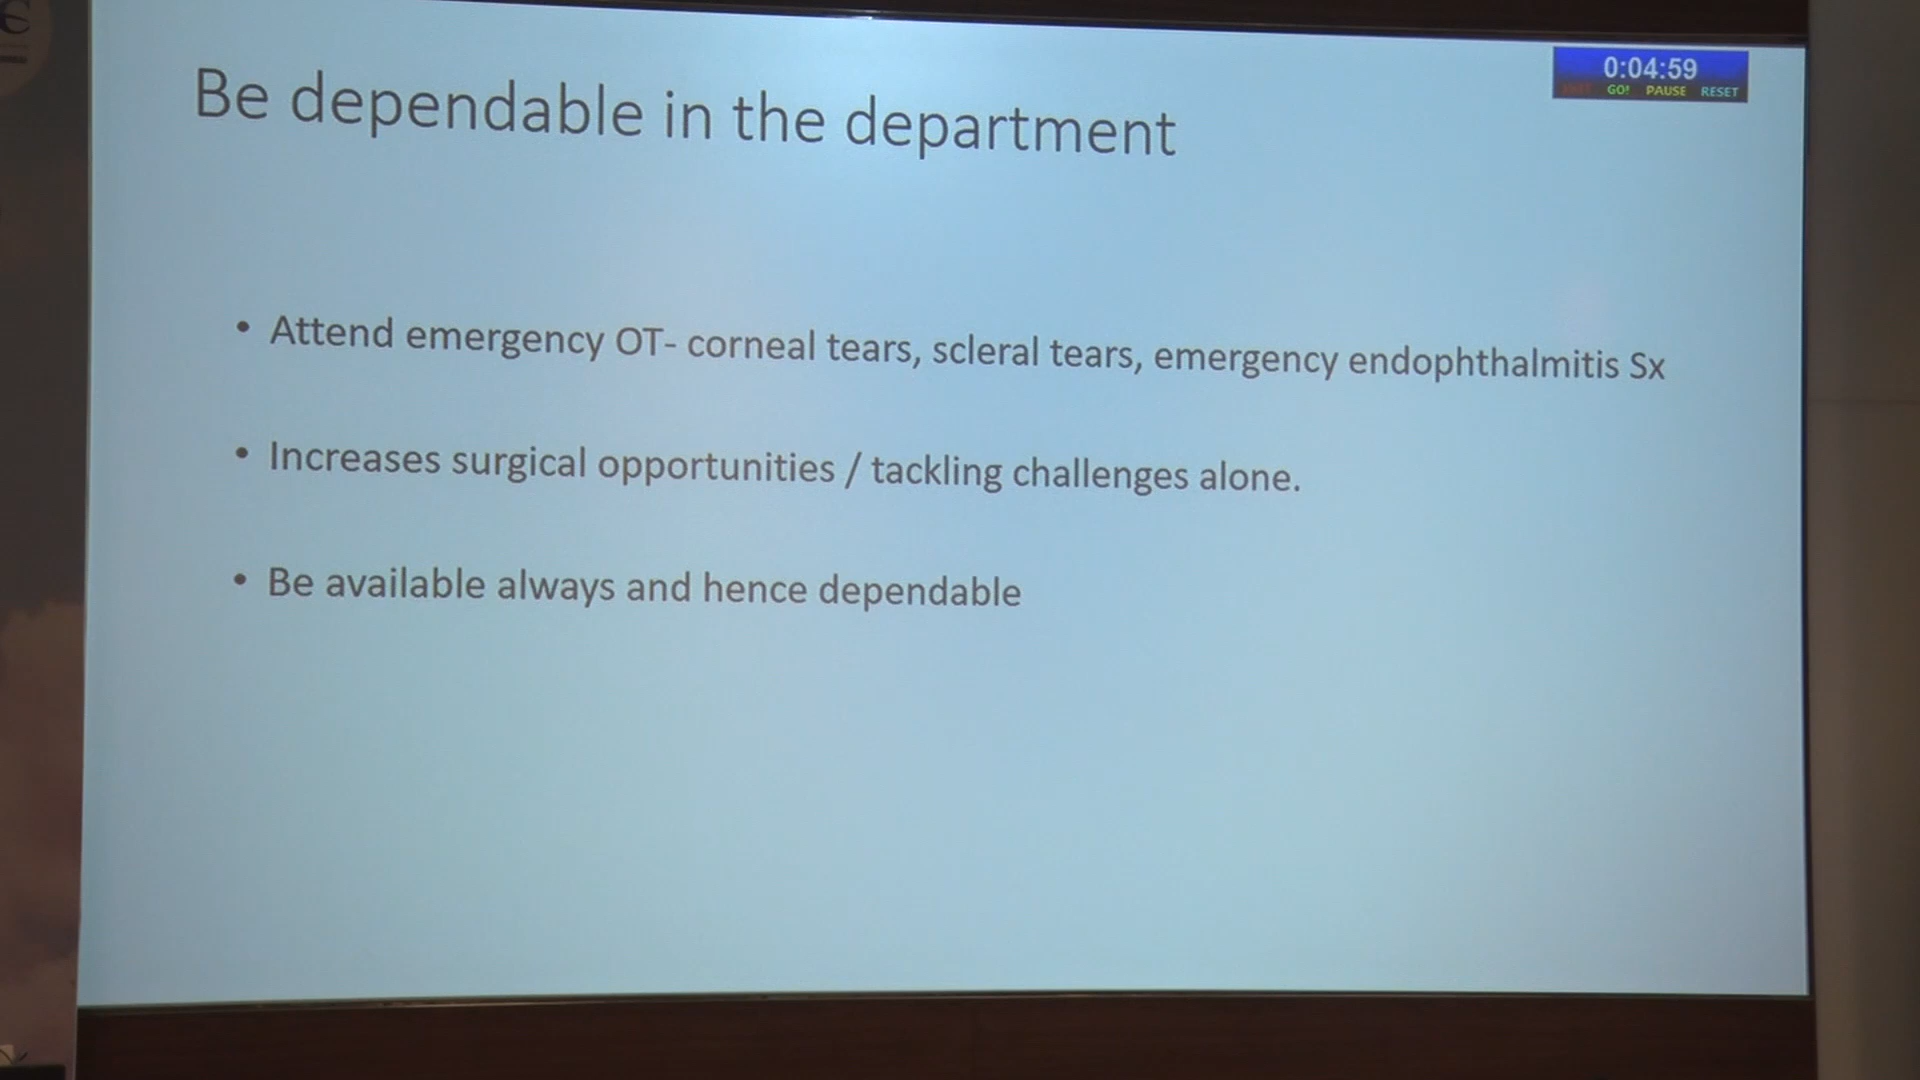 Be dependable in the department
0:04:59
GO! PAUSE RESET
• Attend emergency OT- corneal tears, scleral tears, emergency endophthalmitis Sx
• Increases surgical opportunities / tackling challenges alone.
• Be available always and hence dependable